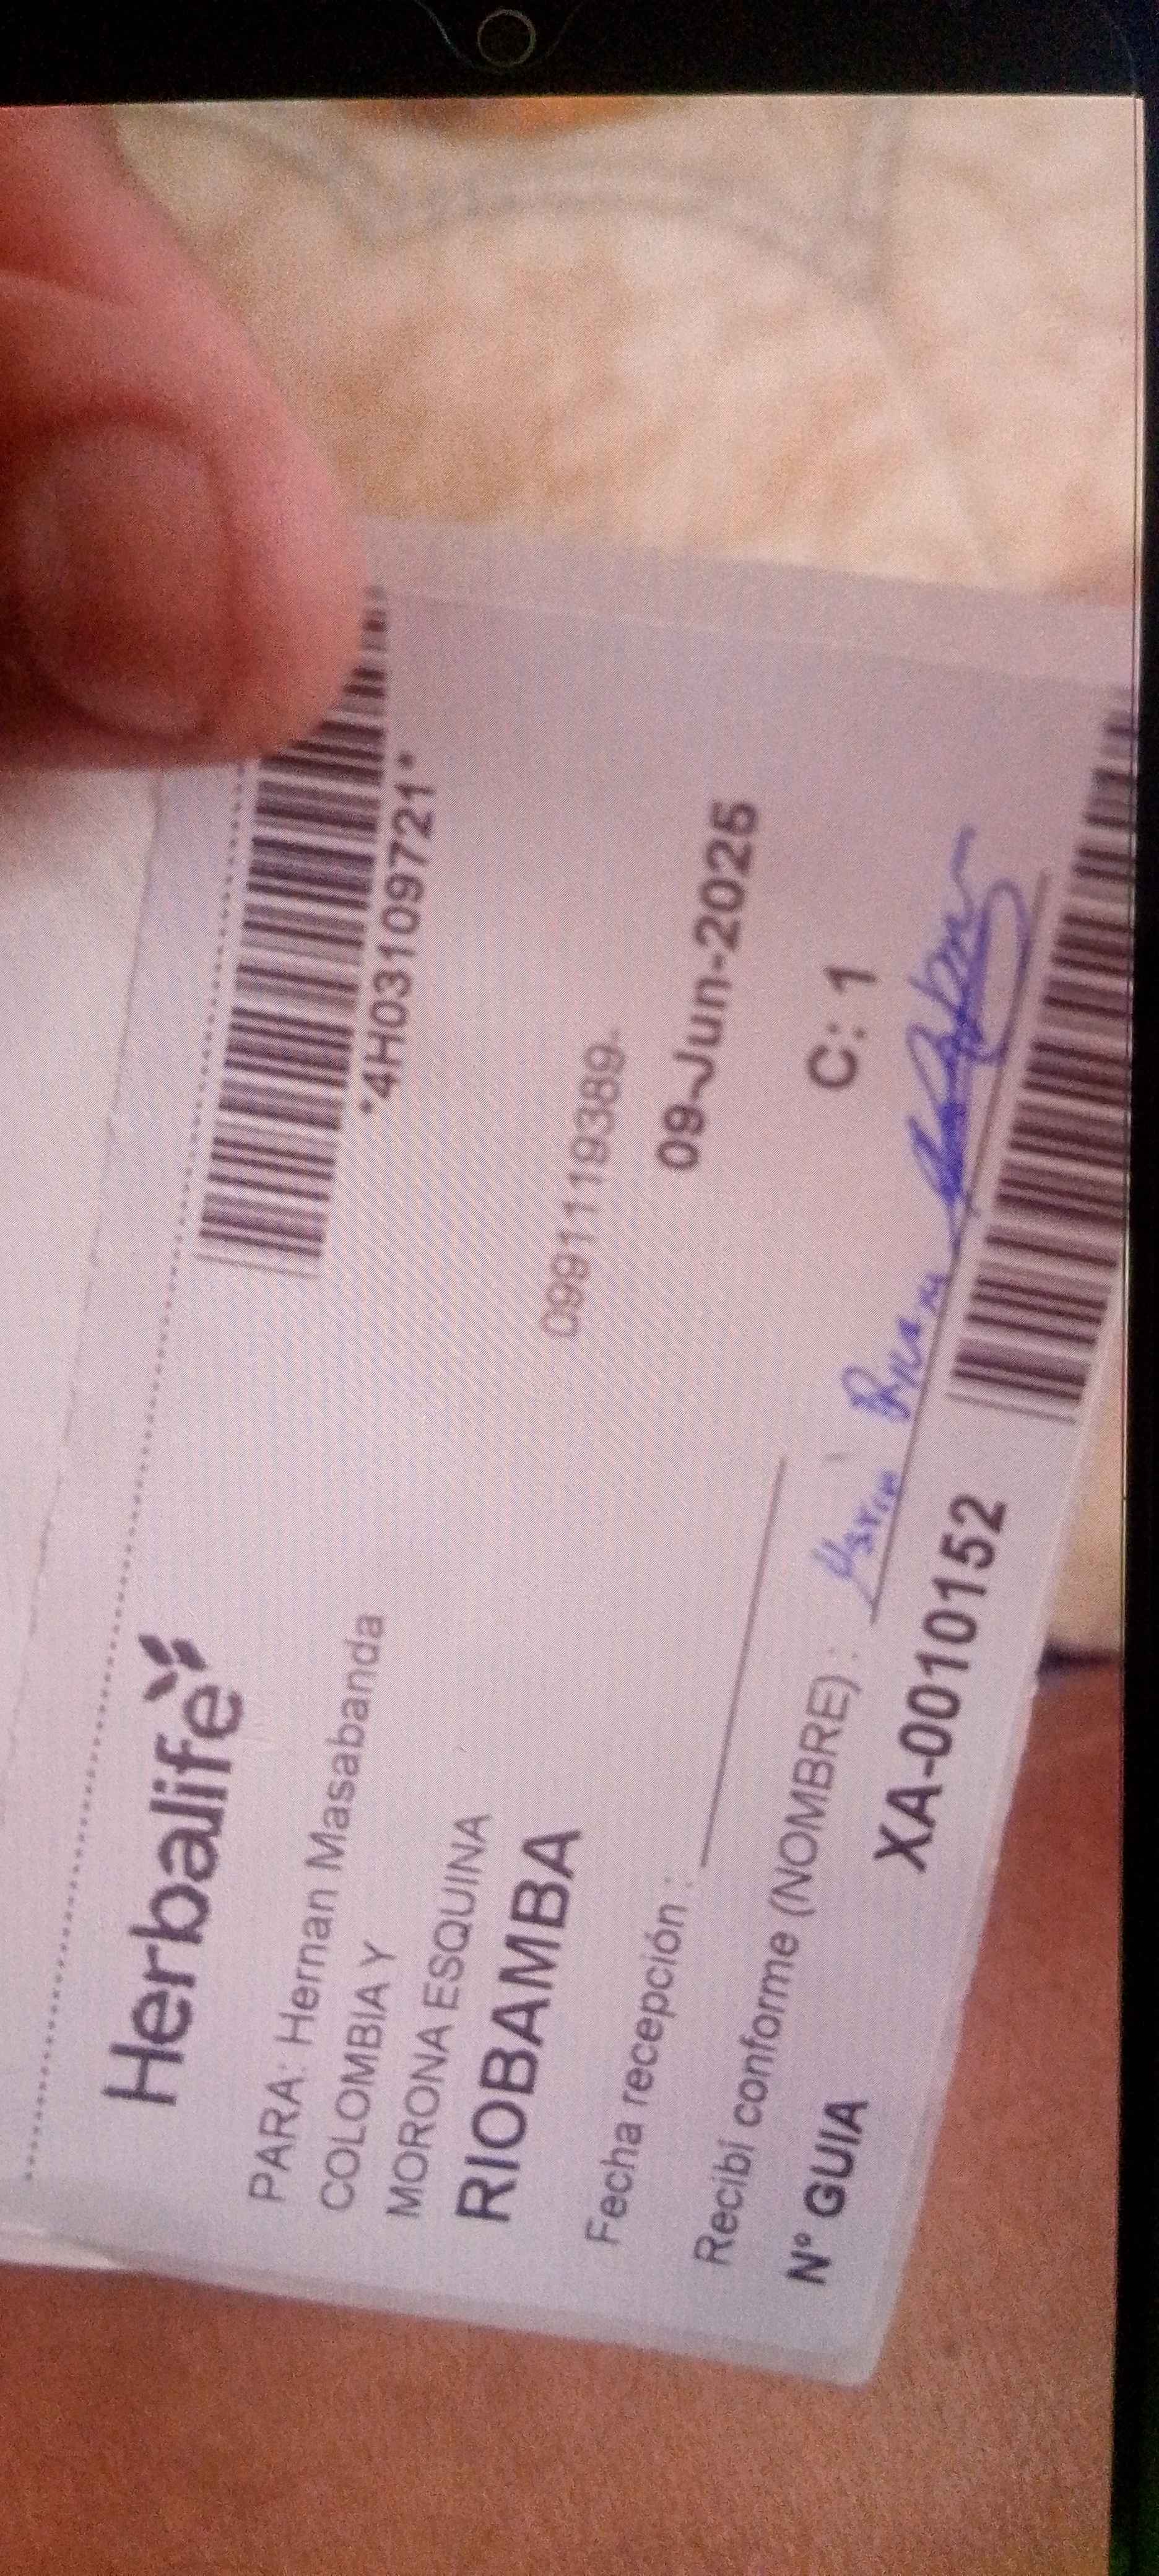 Herbalife
*4H03109721*
PARA: Hernan Masabanda
COLOMBIA Y
MORONA ESQUINA
0991119389-
RIOBAMBA
09-Jun-2025
Fecha recepción :
C: 1
Recibí conforme (NOMBRE) :
Nº GUIA XA-0010152